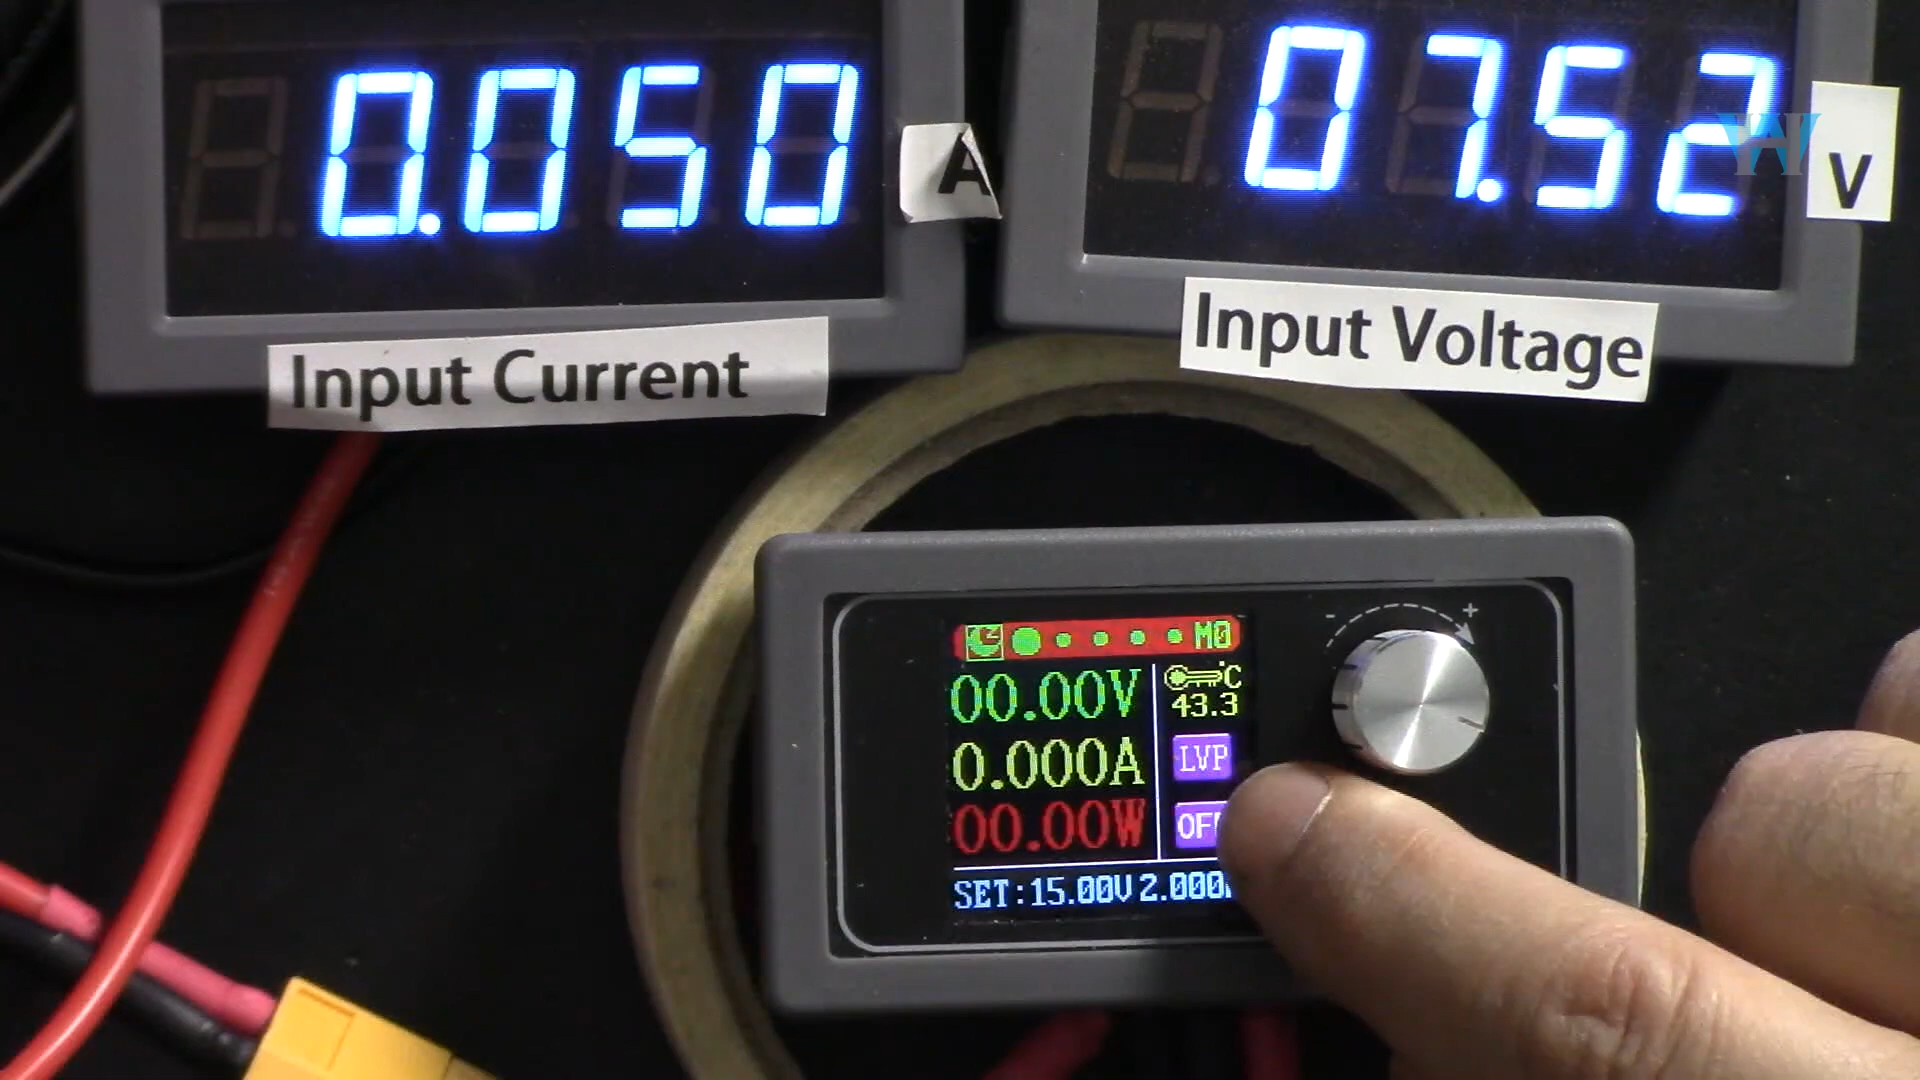 0.050
A
07.52
V
Input Current
Input Voltage
- +
M0
00.00V
°C
43.3
0.000A
LVP
00.00W
SET:15.00V 2.000